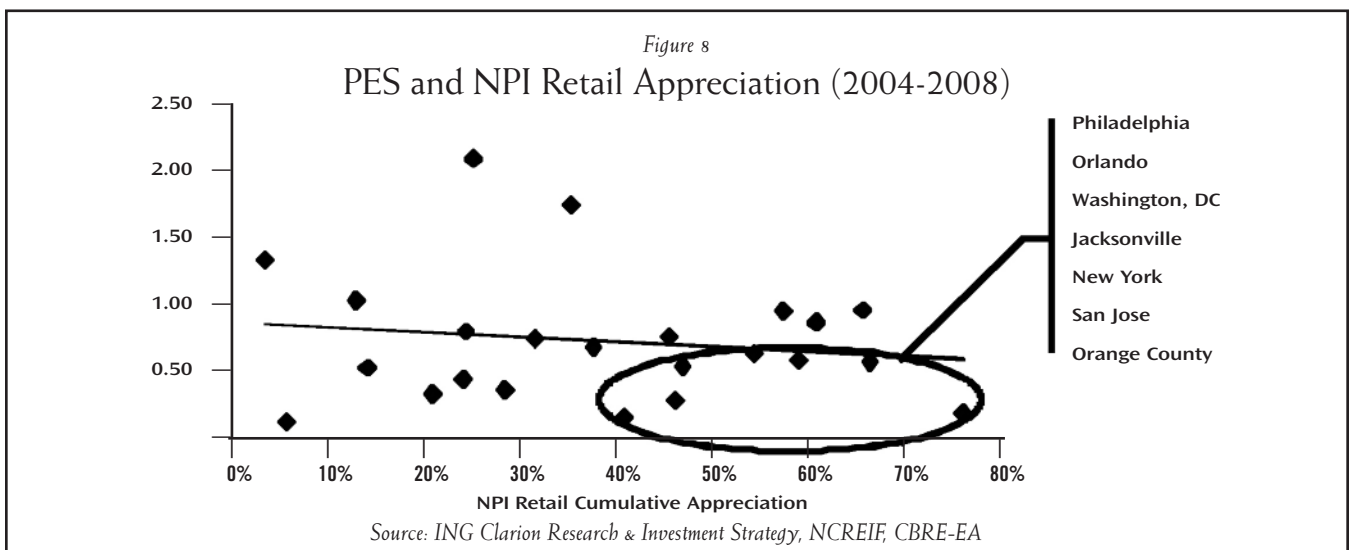 Figure 8
PES and NPI Retail Appreciation (2004-2008)
2.50
2.00
1.50
1.00
0.50
0%
10%
20%
30%
40%
50%
60%
70%
80%
NPI Retail Cumulative Appreciation
Philadelphia
Orlando
Washington, DC
Jacksonville
New York
San Jose
Orange County
Source: ING Clarion Research & Investment Strategy, NCREIF, CBRE-EA